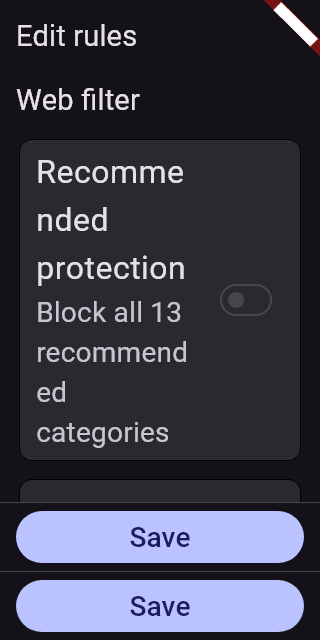 Edit rules
Web filter
Recomme
nded
protection
Block all 13
recommend
ed
categories
Save
Save